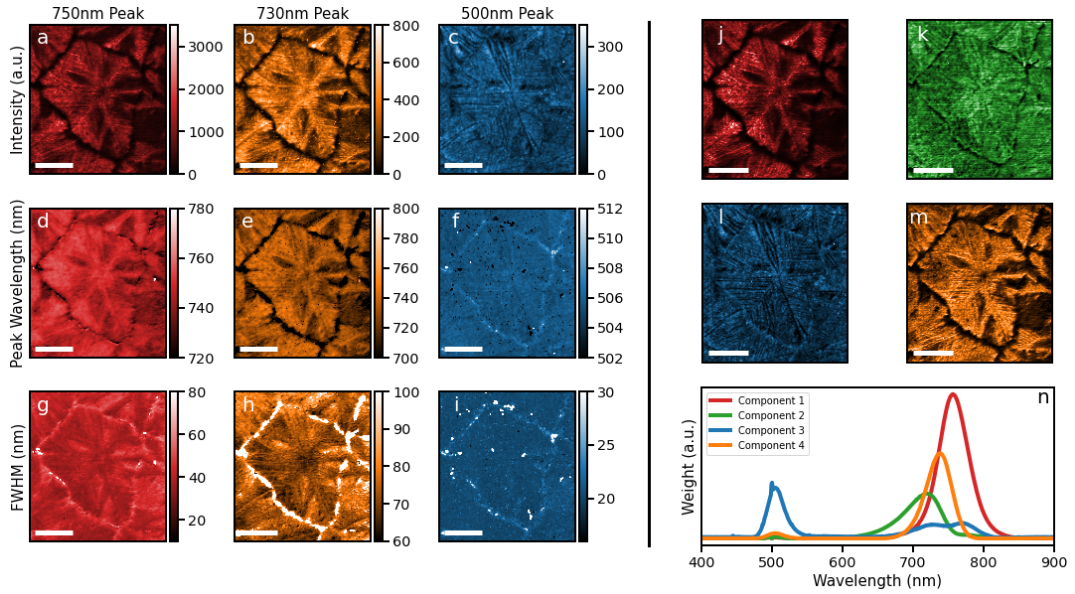 750nm Peak 730nm Peak 500nm Peak
Intensity (a.u.)
a
3000
2000
1000
0
b
800
600
400
200
0
c
300
200
100
0
Peak Wavelength (nm)
d
780
760
740
720
e
800
780
760
740
720
700
f
512
510
508
506
504
502
FWHM (nm)
g
80
60
40
20
h
100
90
80
70
60
i
30
25
20
j
k
l
m
n
Weight (a.u.)
Component 1
Component 2
Component 3
Component 4
400 500 600 700 800 900
Wavelength (nm)